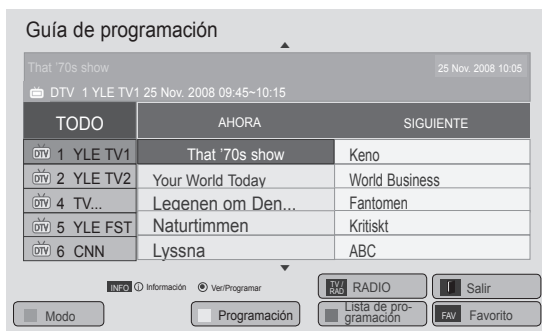 Guía de programación
That '70s show 25 Nov. 2008 10:05
DTV 1 YLE TV1 25 Nov. 2008 09:45~10:15
TODO AHORA SIGUIENTE
DTV 1 YLE TV1 That '70s show Keno
DTV 2 YLE TV2 Your World Today World Business
DTV 4 TV... Legenen om Den... Fantomen
DTV 5 YLE FST Naturtimmen Kritiskt
DTV 6 CNN Lyssna ABC
INFO i Información Ver/Programar TV/RAD RADIO Salir
Modo Programación Lista de pro-
gramación FAV Favorito